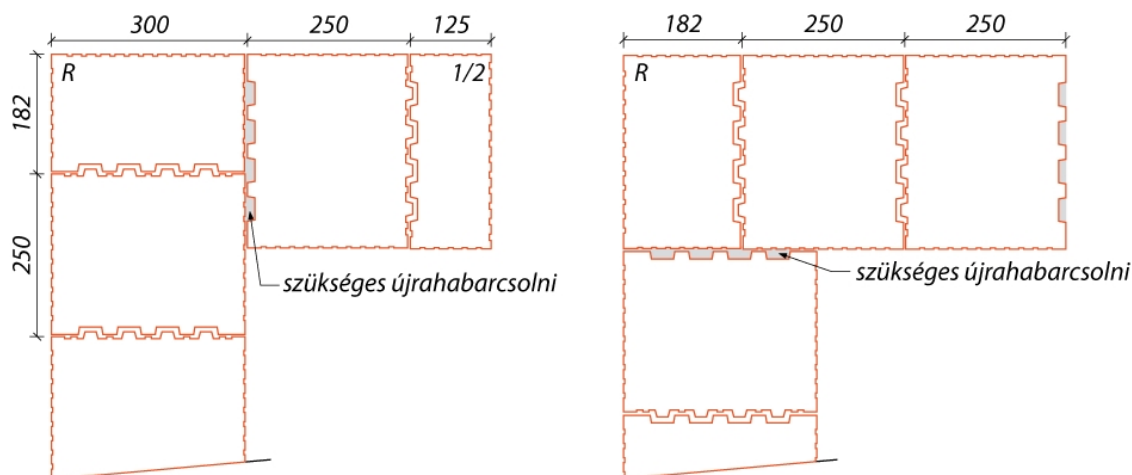 300 250 125
R 1/2
182
250
szükséges újrahabarcsolni
182 250 250
R
szükséges újrahabarcsolni